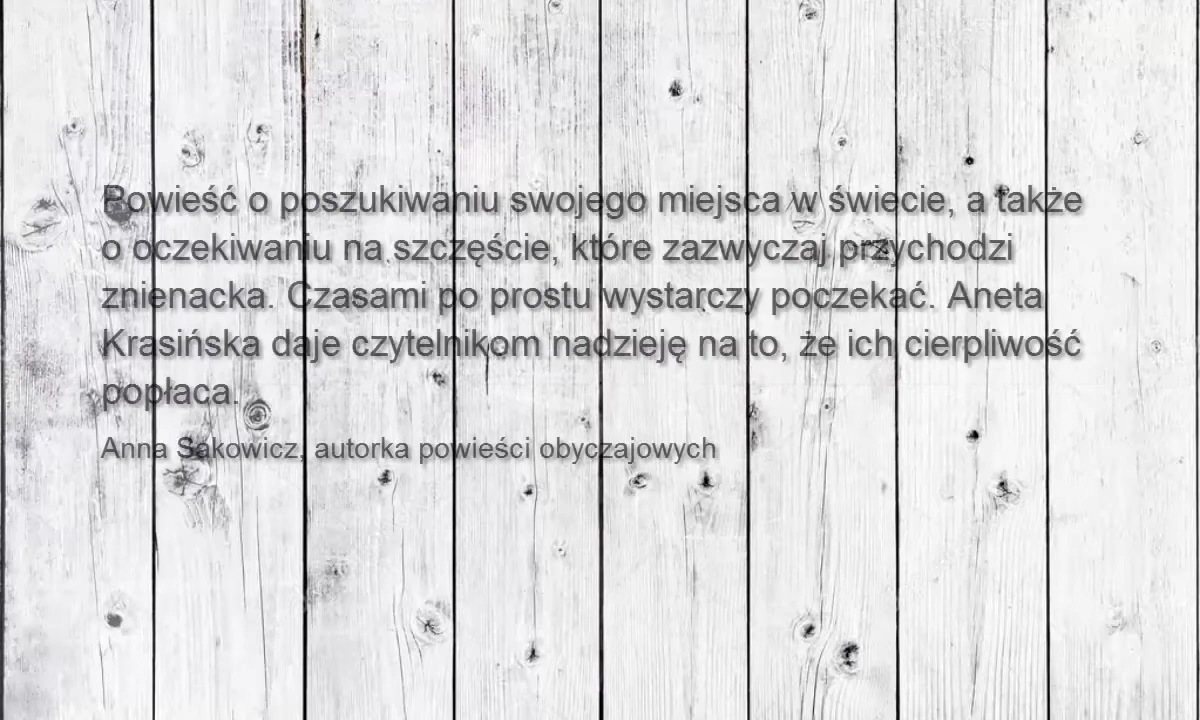 Powieść o poszukiwaniu swojego miejsca w świecie, a także
o oczekiwaniu na szczęście, które zazwyczaj przychodzi
znienacka. Czasami po prostu wystarczy poczekać. Aneta
Krasińska daje czytelnikom nadzieję na to, że ich cierpliwość
popłaca.
Anna Sakowicz, autorka powieści obyczajowych